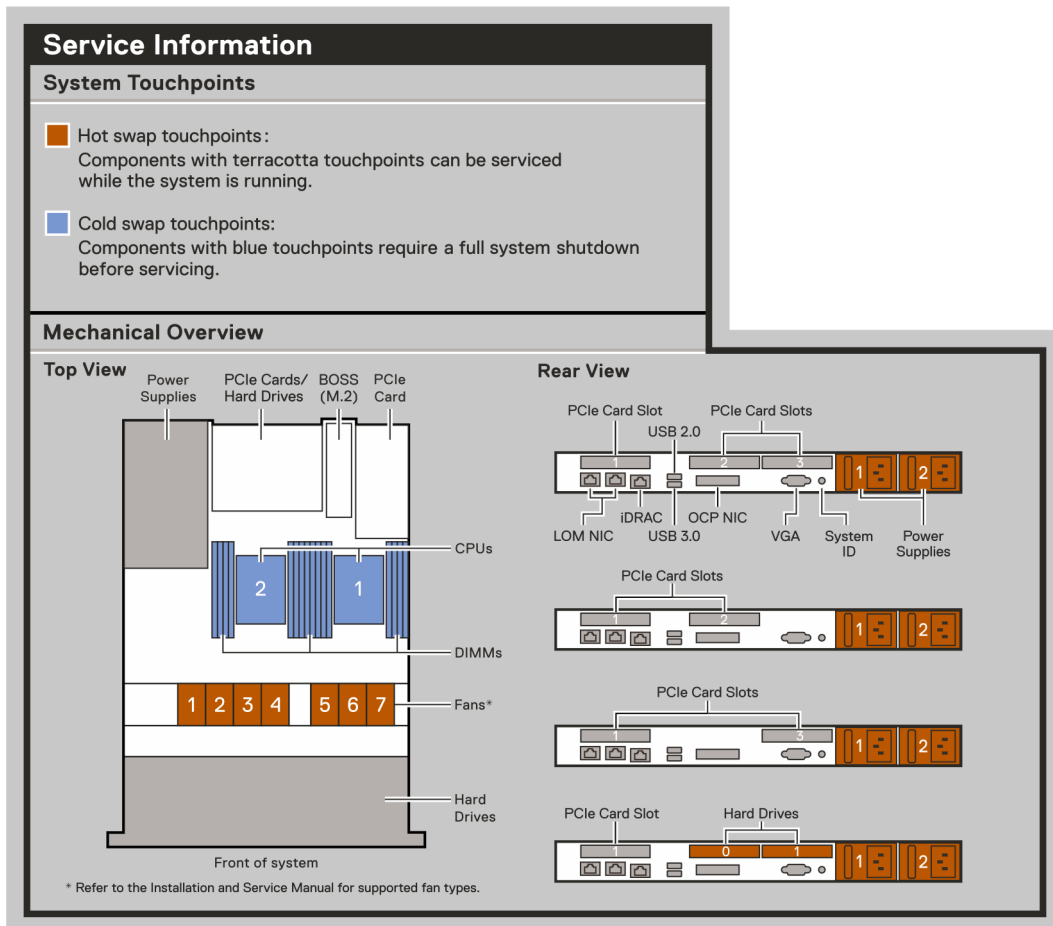 Service Information
System Touchpoints
Hot swap touchpoints:
Components with terracotta touchpoints can be serviced
while the system is running.
Cold swap touchpoints:
Components with blue touchpoints require a full system shutdown
before servicing.
Mechanical Overview
Top View
Power
Supplies
PCIe Cards/
Hard Drives
BOSS
(M.2)
PCIe
Card
CPUs
2
1
DIMMs
1 2 3 4 5 6 7
Fans*
Hard
Drives
Front of system
* Refer to the Installation and Service Manual for supported fan types.
Rear View
PCIe Card Slot
PCIe Card Slots
USB 2.0
1 2 3
1 2
LOM NIC
iDRAC
USB 3.0
OCP NIC
VGA
System
ID
Power
Supplies
PCIe Card Slots
1 2
1 2
PCIe Card Slots
1 3
1 2
PCIe Card Slot
Hard Drives
1 0 1
1 2